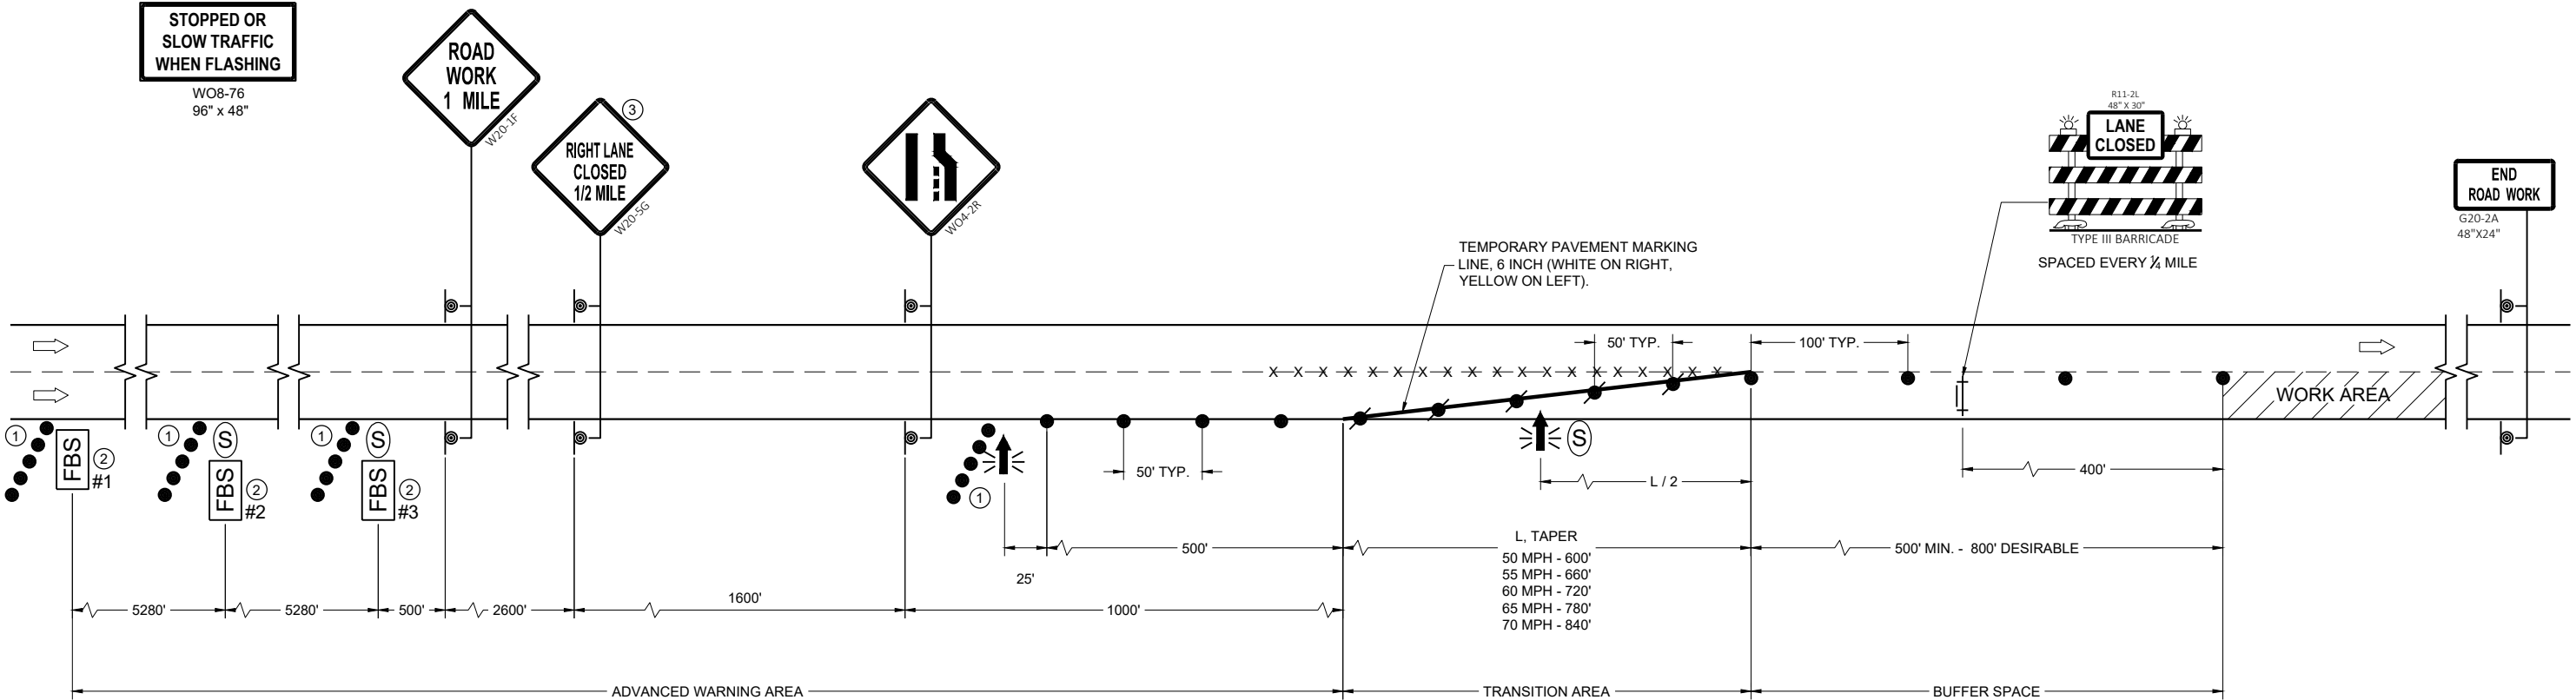 STOPPED OR
SLOW TRAFFIC
WHEN FLASHING
WO8-76
96" x 48"
ROAD
WORK
1 MILE
W20-1F
3
RIGHT LANE
CLOSED
1/2 MILE
W20-5G
WO4-2R
R11-2L
48" X 30"
LANE
CLOSED
TYPE III BARRICADE
SPACED EVERY ¼ MILE
END
ROAD WORK
G20-2A
48"X24"
TEMPORARY PAVEMENT MARKING
LINE, 6 INCH (WHITE ON RIGHT,
YELLOW ON LEFT).
50' TYP.
100' TYP.
X X X X X X X X X X X X X X X X X X X
WORK AREA
1
FBS
2
#1
1
S
FBS
2
#2
1
S
FBS
2
#3
1
50' TYP.
S
L / 2
400'
25'
500'
L, TAPER
50 MPH - 600'
55 MPH - 660'
60 MPH - 720'
65 MPH - 780'
70 MPH - 840'
500' MIN. - 800' DESIRABLE
5280'
5280'
500'
2600'
1600'
1000'
ADVANCED WARNING AREA
TRANSITION AREA
BUFFER SPACE